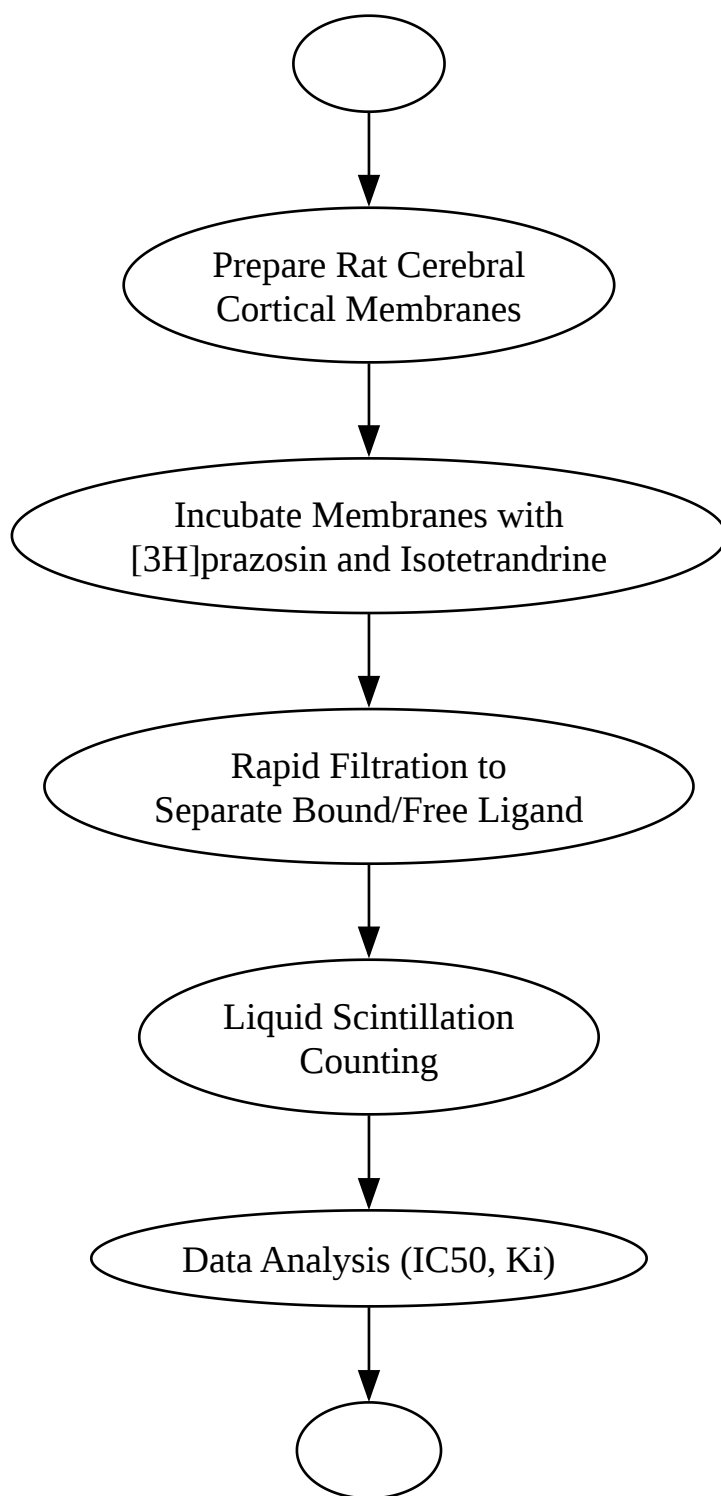 Prepare Rat Cerebral
Cortical Membranes
Incubate Membranes with
[3H]prazosin and Isotetrandrine
Rapid Filtration to
Separate Bound/Free Ligand
Liquid Scintillation
Counting
Data Analysis (IC50, Ki)